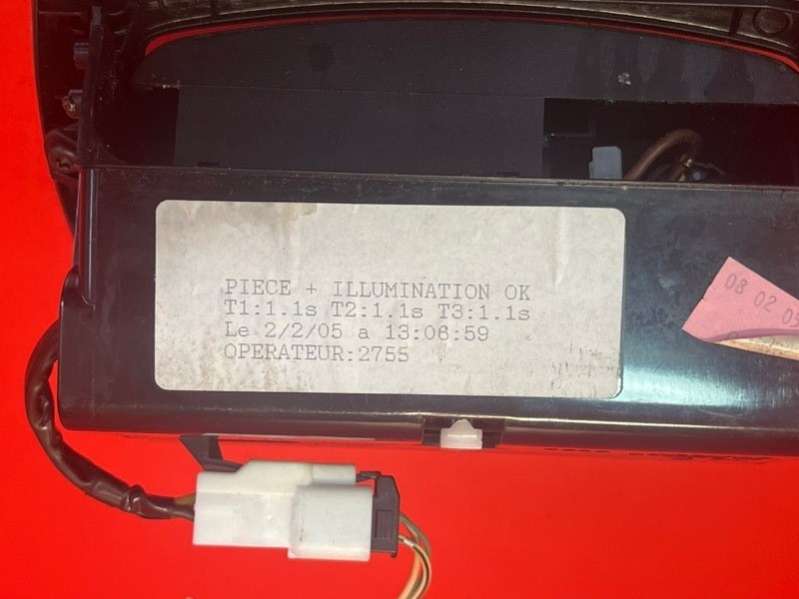 PIECE + ILLUMINATION OK
T1:1.1s T2:1.1s T3:1.1s
Le 2/2/05 a 13:06:59
OPERATEUR:2755
08 02 05